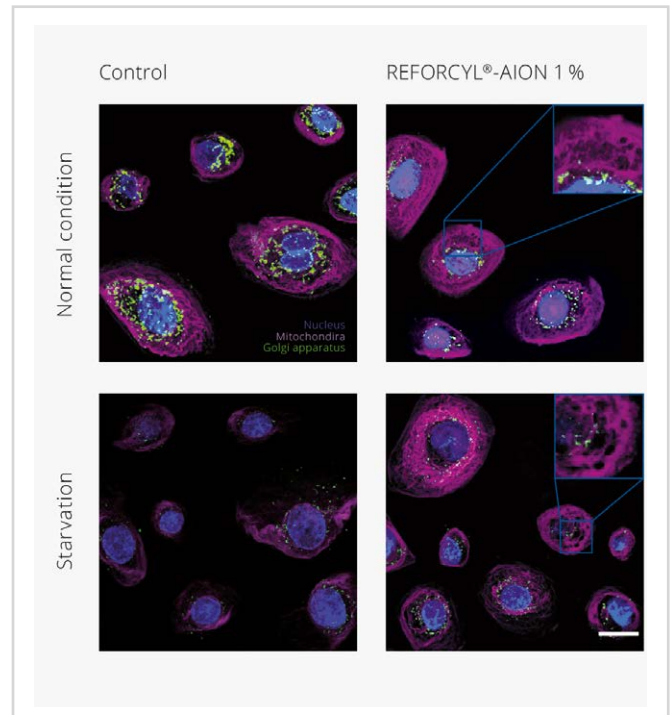 Control
REFORCYL®-AION 1 %
Normal condition
Nucleus
Mitochondira
Golgi apparatus
Starvation